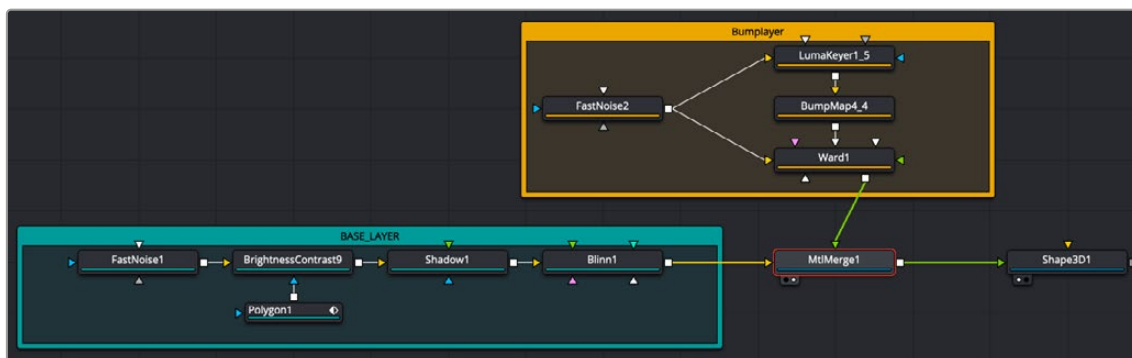 Bumplayer
LumaKeyer1_5
FastNoise2
BumpMap4_4
Ward1
BASE_LAYER
FastNoise1
BrightnessContrast9
Shadow1
Blinn1
MtlMerge1
Shape3D1
Polygon1